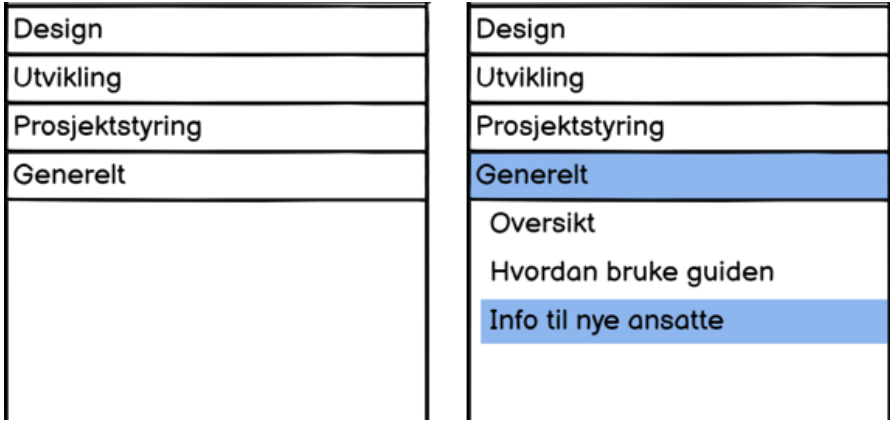 Design
Utvikling
Prosjektstyring
Generelt
Design
Utvikling
Prosjektstyring
Generelt
Oversikt
Hvordan bruke guiden
Info til nye ansatte